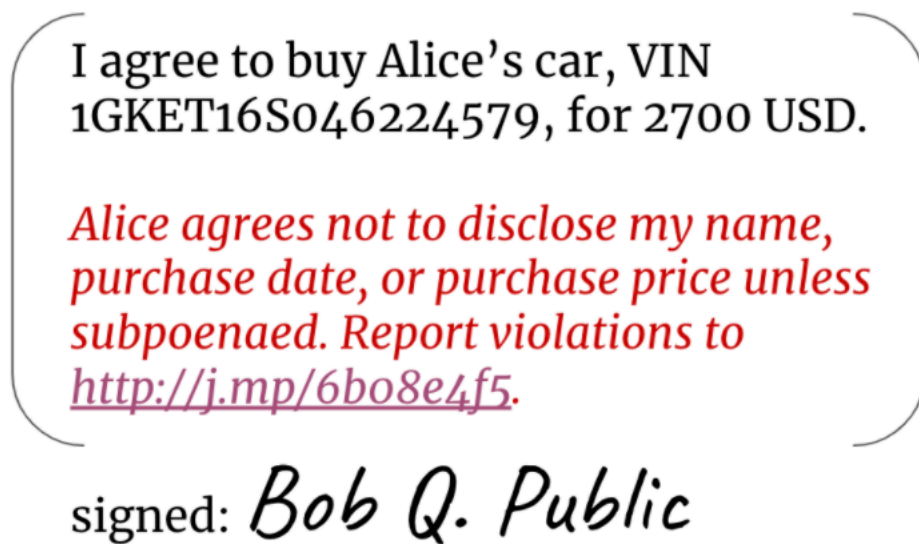 I agree to buy Alice’s car, VIN
1GKET16S046224579, for 2700 USD.
Alice agrees not to disclose my name,
purchase date, or purchase price unless
subpoenaed. Report violations to
http://j.mp/6b08e4f5.
signed: Bob Q. Public